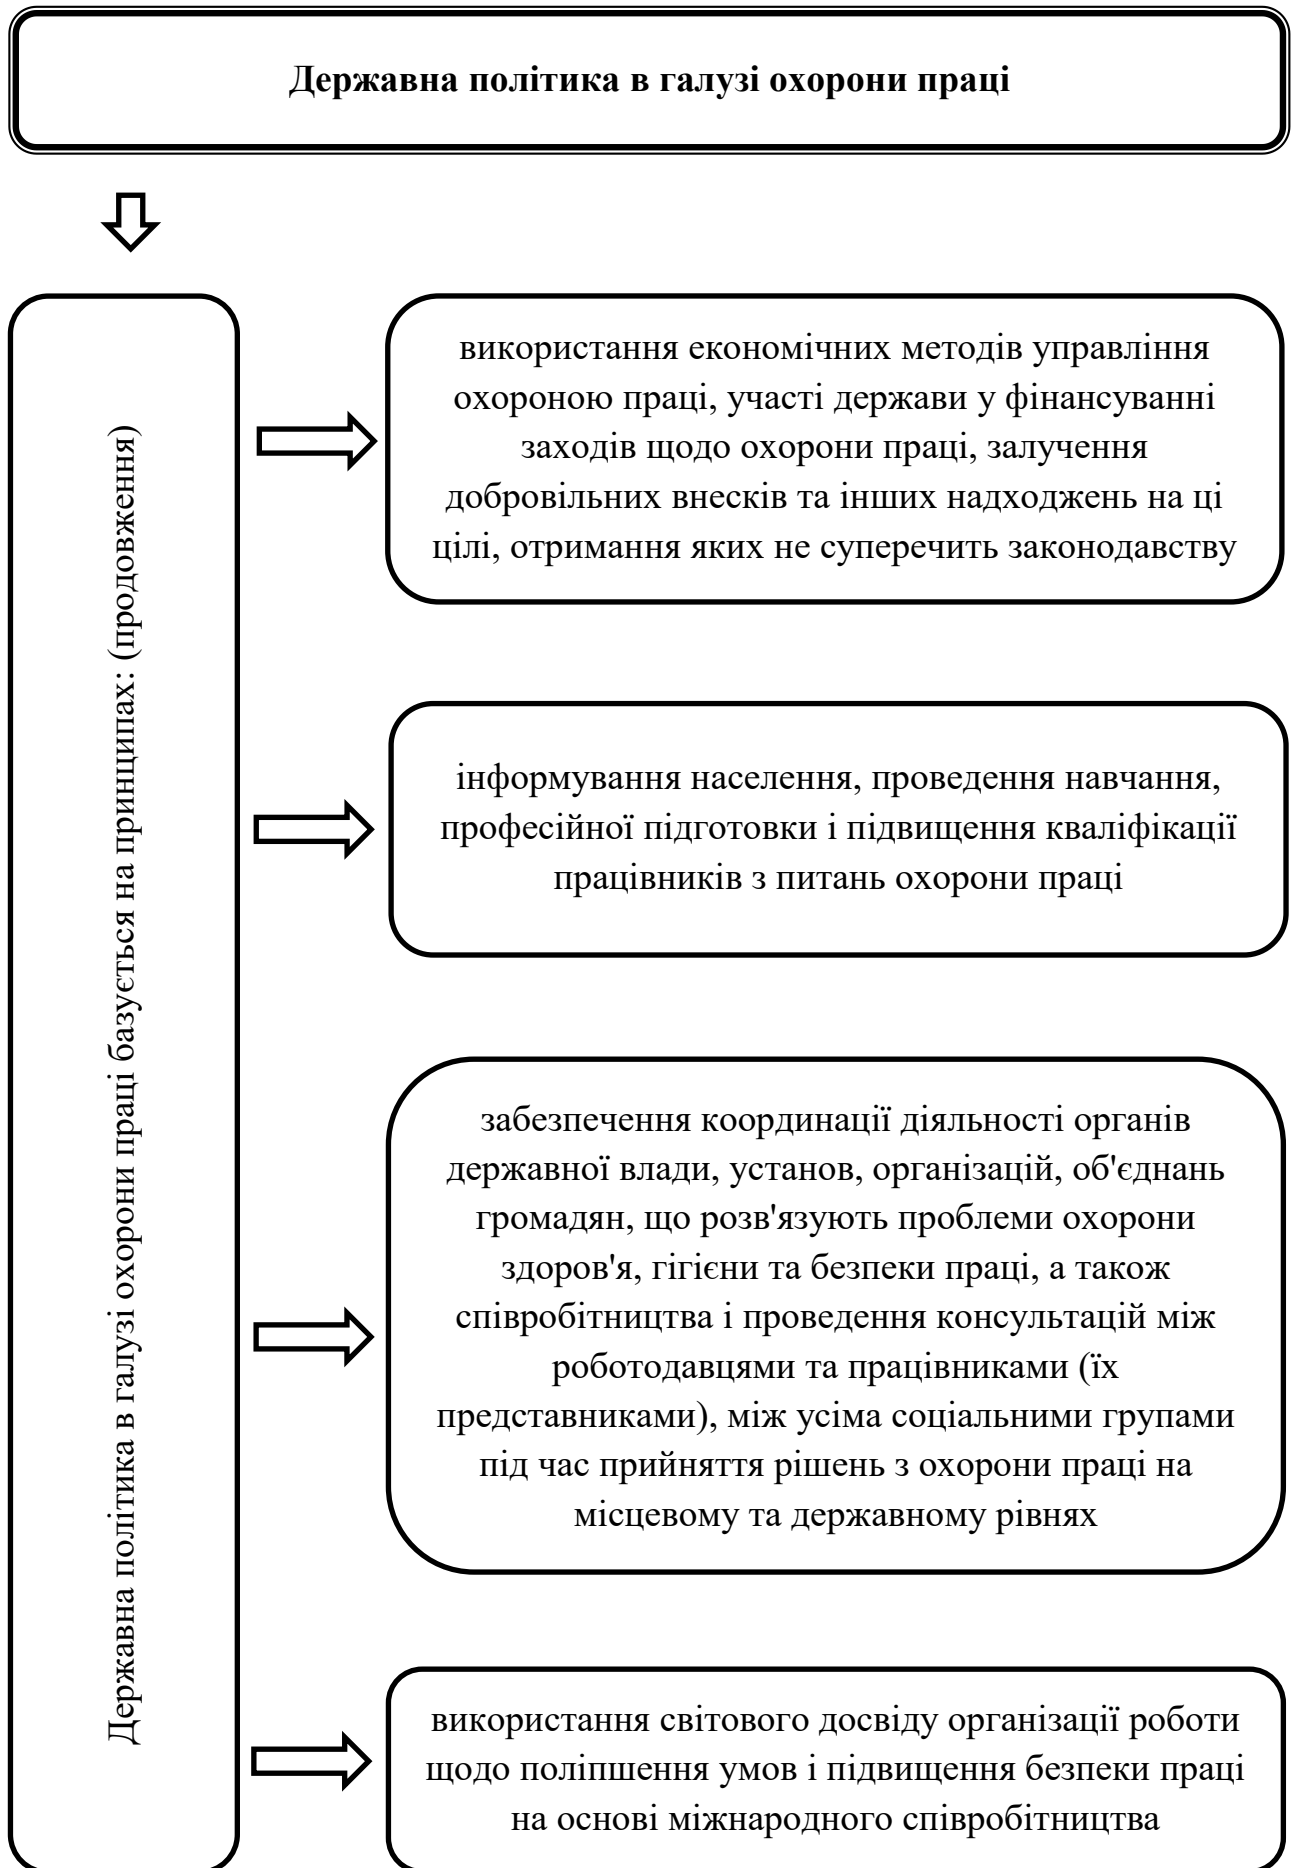 Державна політика в галузі охорони праці
Державна політика в галузі охорони праці базується на принципах: (продовження)
використання економічних методів управління
охороною праці, участі держави у фінансуванні
заходів щодо охорони праці, залучення
добровільних внесків та інших надходжень на ці
цілі, отримання яких не суперечить законодавству
інформування населення, проведення навчання,
професійної підготовки і підвищення кваліфікації
працівників з питань охорони праці
забезпечення координації діяльності органів
державної влади, установ, організацій, об'єднань
громадян, що розв'язують проблеми охорони
здоров'я, гігієни та безпеки праці, а також
співробітництва і проведення консультацій між
роботодавцями та працівниками (їх
представниками), між усіма соціальними групами
під час прийняття рішень з охорони праці на
місцевому та державному рівнях
використання світового досвіду організації роботи
щодо поліпшення умов і підвищення безпеки праці
на основі міжнародного співробітництва